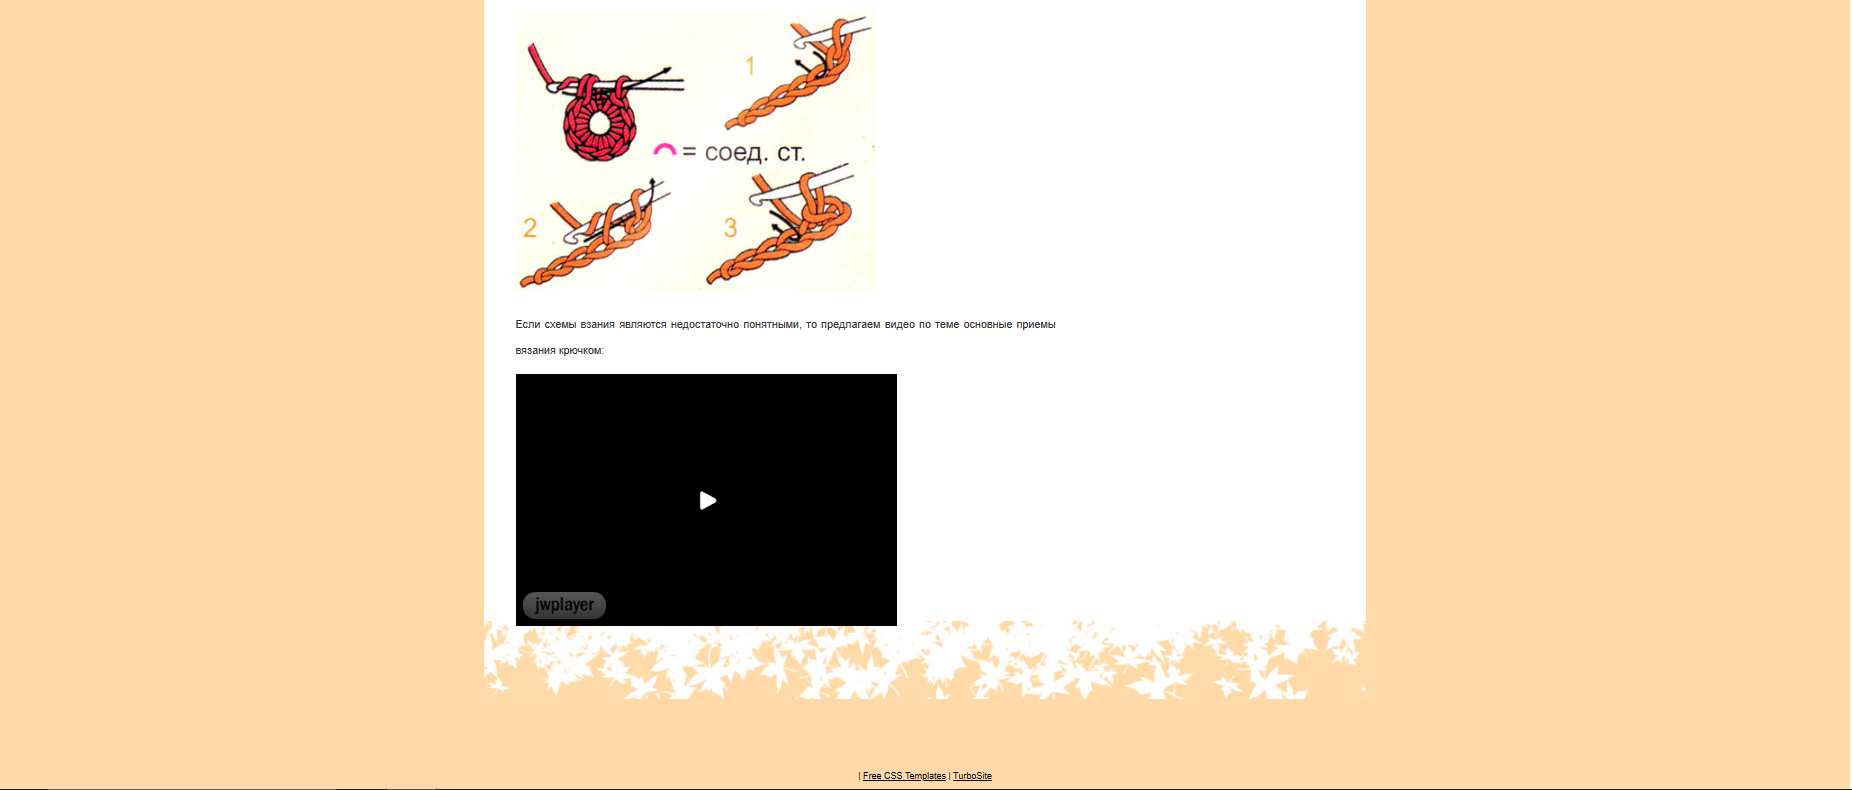 1
= соед. ст.
2
3
Если схемы взания являются недостаточно понятными, то предлагаем видео по теме основные приемы
вязания крючком:
jwplayer
| Free CSS Templates | TurboSite